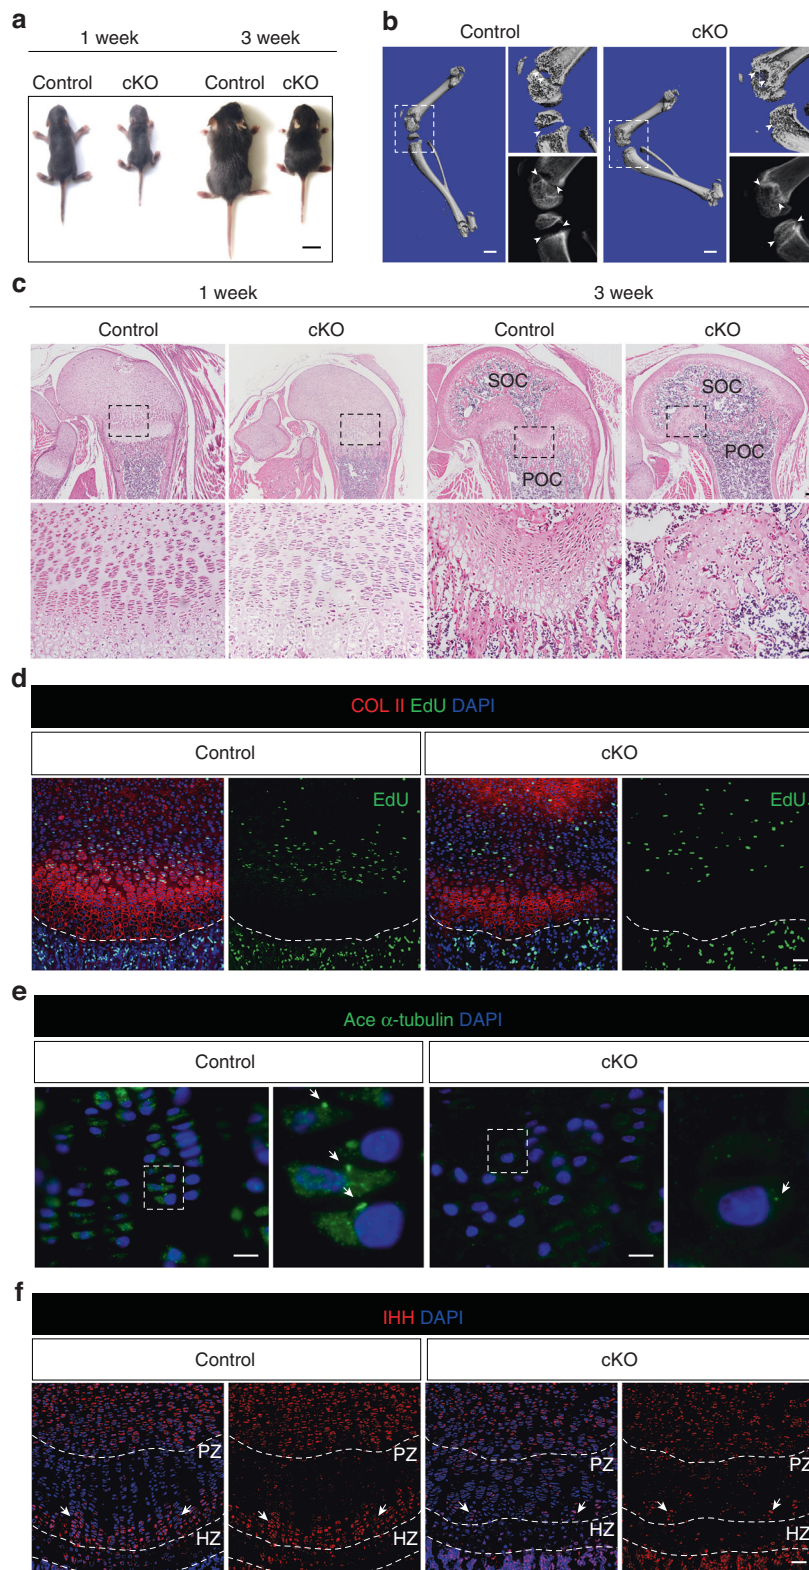 a
1 week 3 week
Control cKO Control cKO
b
Control cKO
c
1 week 3 week
Control cKO Control cKO
SOC SOC
POC POC
d
COL II EdU DAPI
Control cKO
EdU EdU
e
Ace α-tubulin DAPI
Control cKO
f
IHH DAPI
Control cKO
PZ PZ PZ PZ
HZ HZ HZ HZ